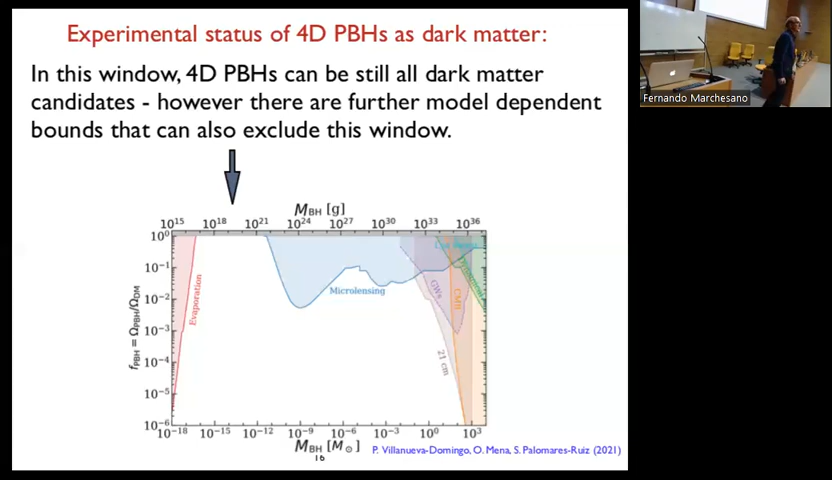 Experimental status of 4D PBHs as dark matter:
In this window, 4D PBHs can be still all dark matter
candidates - however there are further model dependent
bounds that can also exclude this window.
Fernando Marchesano
M_BH [g]
10^15 10^18 10^21 10^24 10^27 10^30 10^33 10^36
10^0
10^-1
10^-2
10^-3
10^-4
10^-5
10^-6
f_PBH = Ω_PBH/Ω_DM
Evaporation
Microlensing
GWs
CMB
21 cm
10^-18 10^-15 10^-12 10^-9 10^-6 10^-3 10^0 10^3
M_BH [M_⊙]
P. Villanueva-Domingo, O. Mena, S. Palomares-Ruiz (2021)
16